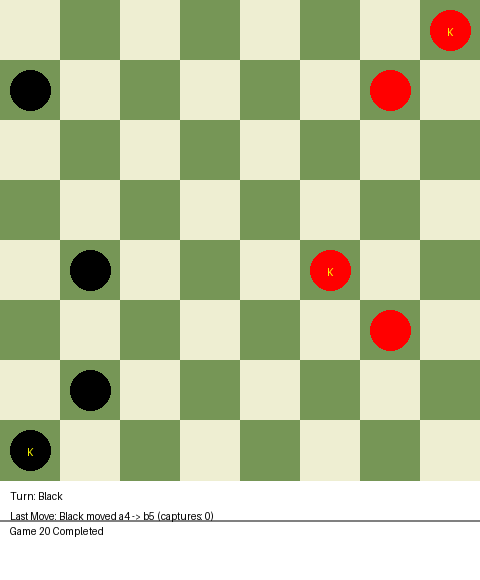 K
K
K
Turn: Black
Last Move: Black moved a4 -> b5 (captures: 0)
Game 20 Completed